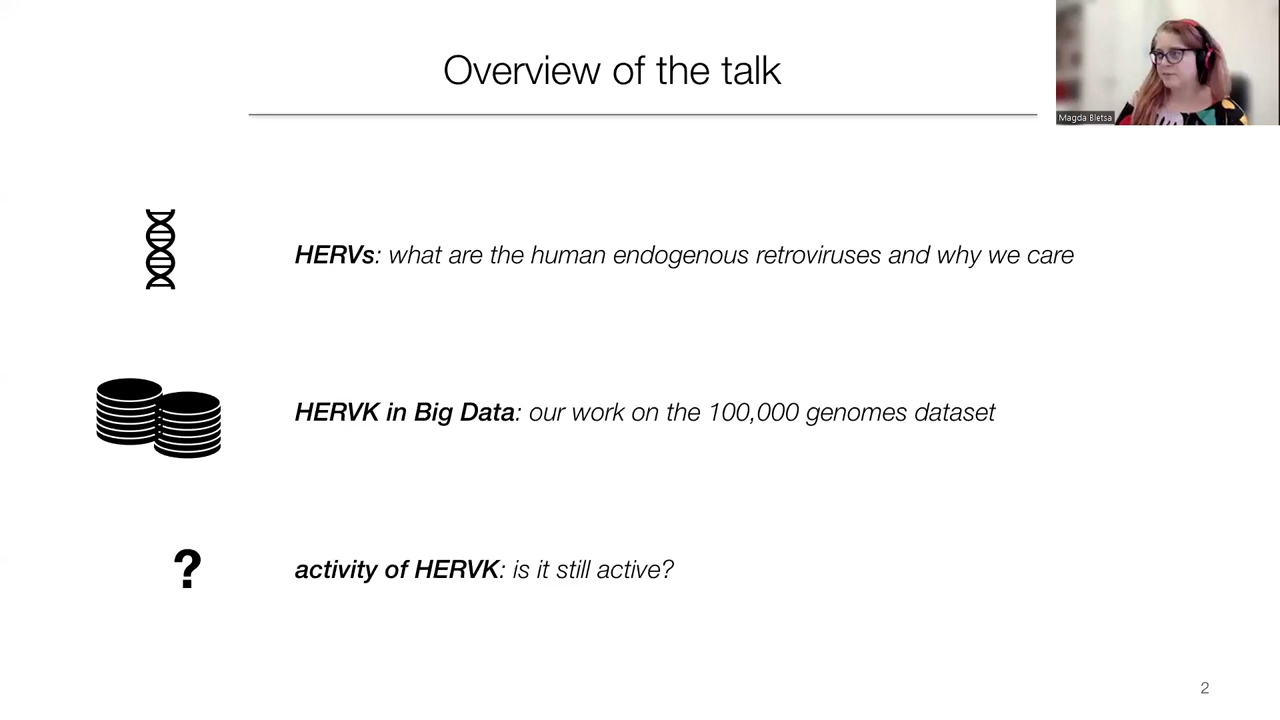 Overview of the talk
Magda Bletsa
HERVs: what are the human endogenous retroviruses and why we care
HERVK in Big Data: our work on the 100,000 genomes dataset
?
activity of HERVK: is it still active?
2